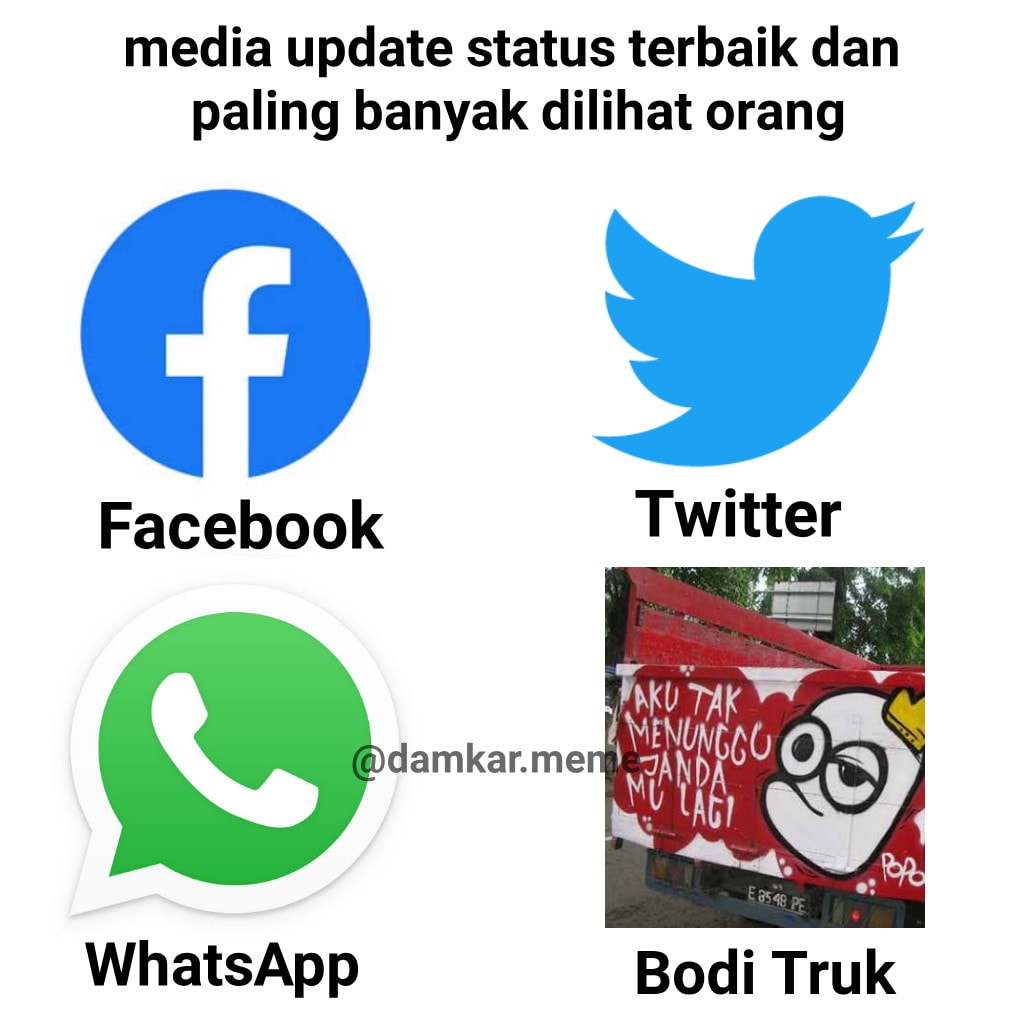 media update status terbaik dan
paling banyak dilihat orang
Facebook
Twitter
@damkar.meme
AKU TAK
MENUNGGU
JANDA
MU LAGI
POPO
E 8548 PE
WhatsApp
Bodi Truk